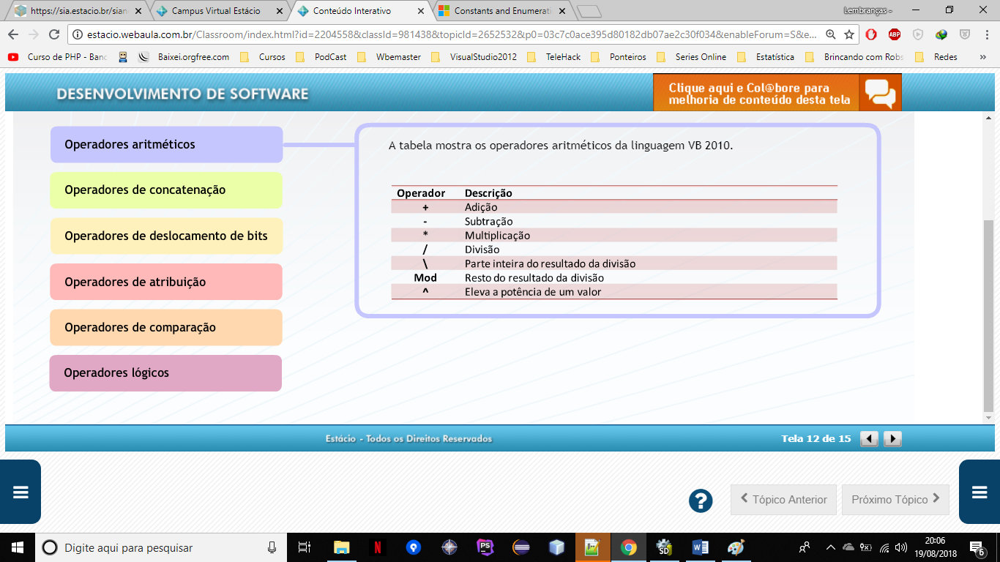 https://sia.estacio.br/sian
Campus Virtual Estácio
Conteúdo Interativo
Constants and Enumerati
Lembranças -
estacio.webaula.com.br/Classroom/index.html?id=2204558&classId=981438&topicId=2652532&p0=03c7c0ace395d80182db07ae2c30f034&enableForum=S&e...
Curso de PHP - Banc
Baixei.orgfree.com
Cursos
PodCast
Wbemaster
VisualStudio2012
TeleHack
Ponteiros
Series Online
Estatística
Brincando com Robs
Redes
»
DESENVOLVIMENTO DE SOFTWARE
Clique aqui e Col@bore para
melhoria de conteúdo desta tela
Operadores aritméticos
Operadores de concatenação
Operadores de deslocamento de bits
Operadores de atribuição
Operadores de comparação
Operadores lógicos
A tabela mostra os operadores aritméticos da linguagem VB 2010.
Operador Descrição
+ Adição
- Subtração
* Multiplicação
/ Divisão
\ Parte inteira do resultado da divisão
Mod Resto do resultado da divisão
^ Eleva a potência de um valor
Estácio - Todos os Direitos Reservados
Tela 12 de 15
?
Tópico Anterior
Próximo Tópico
Digite aqui para pesquisar
20:06
19/08/2018
6